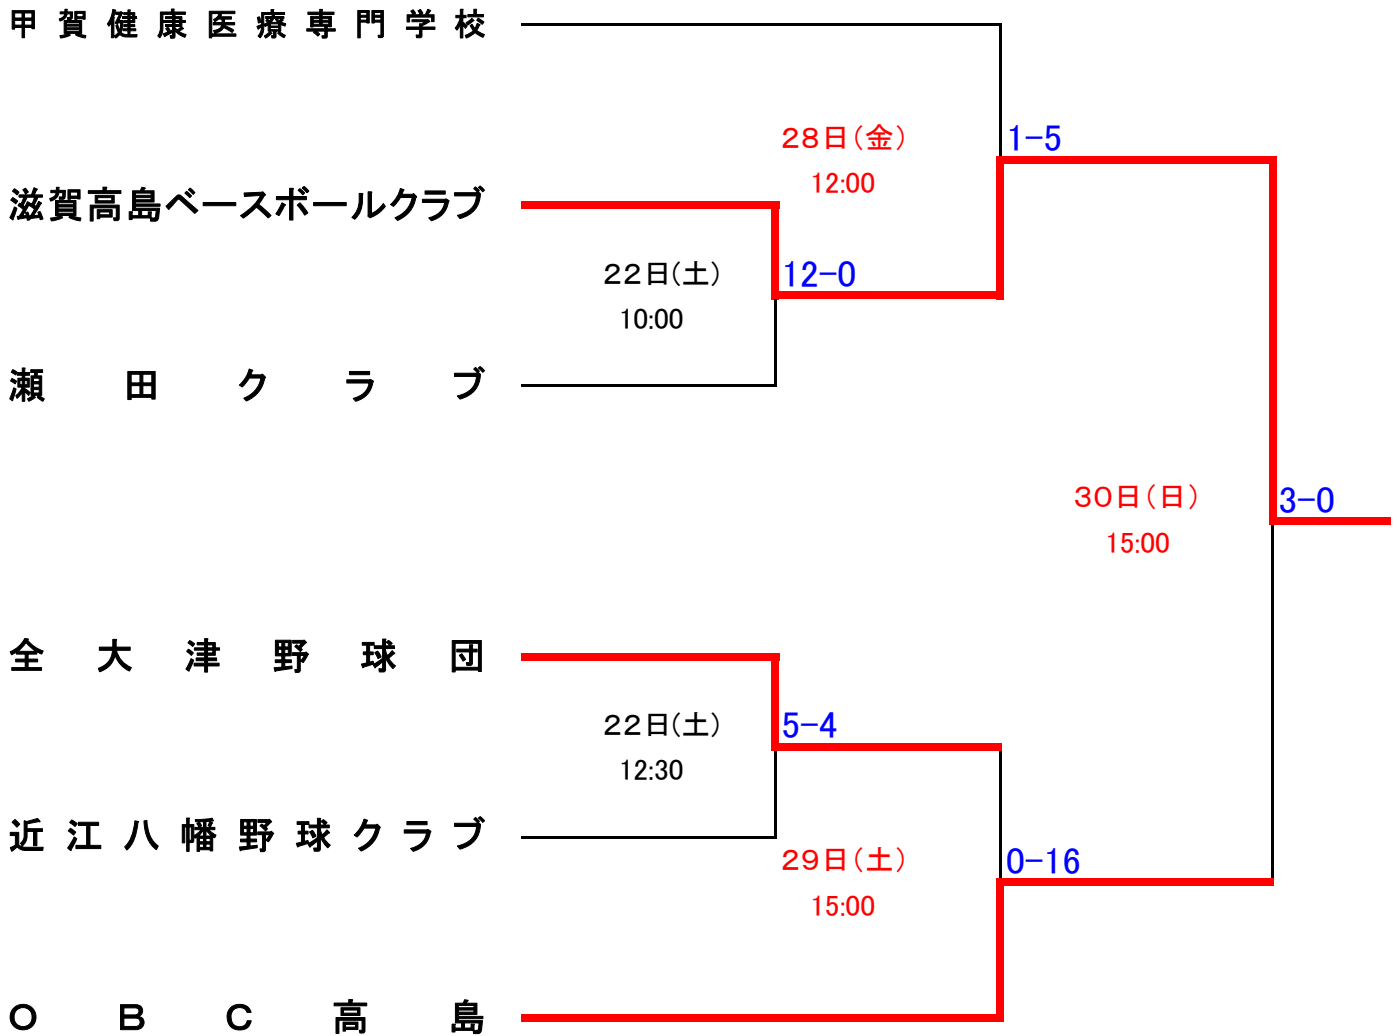 甲賀健康医療専門学校
28日(金)
1-5
12:00
滋賀高島ベースボールクラブ
22日(土)
12-0
10:00
瀬田クラブ
30日(日)
3-0
15:00
全大津野球団
22日(土)
5-4
12:30
近江八幡野球クラブ
29日(土)
0-16
15:00
OBC高島